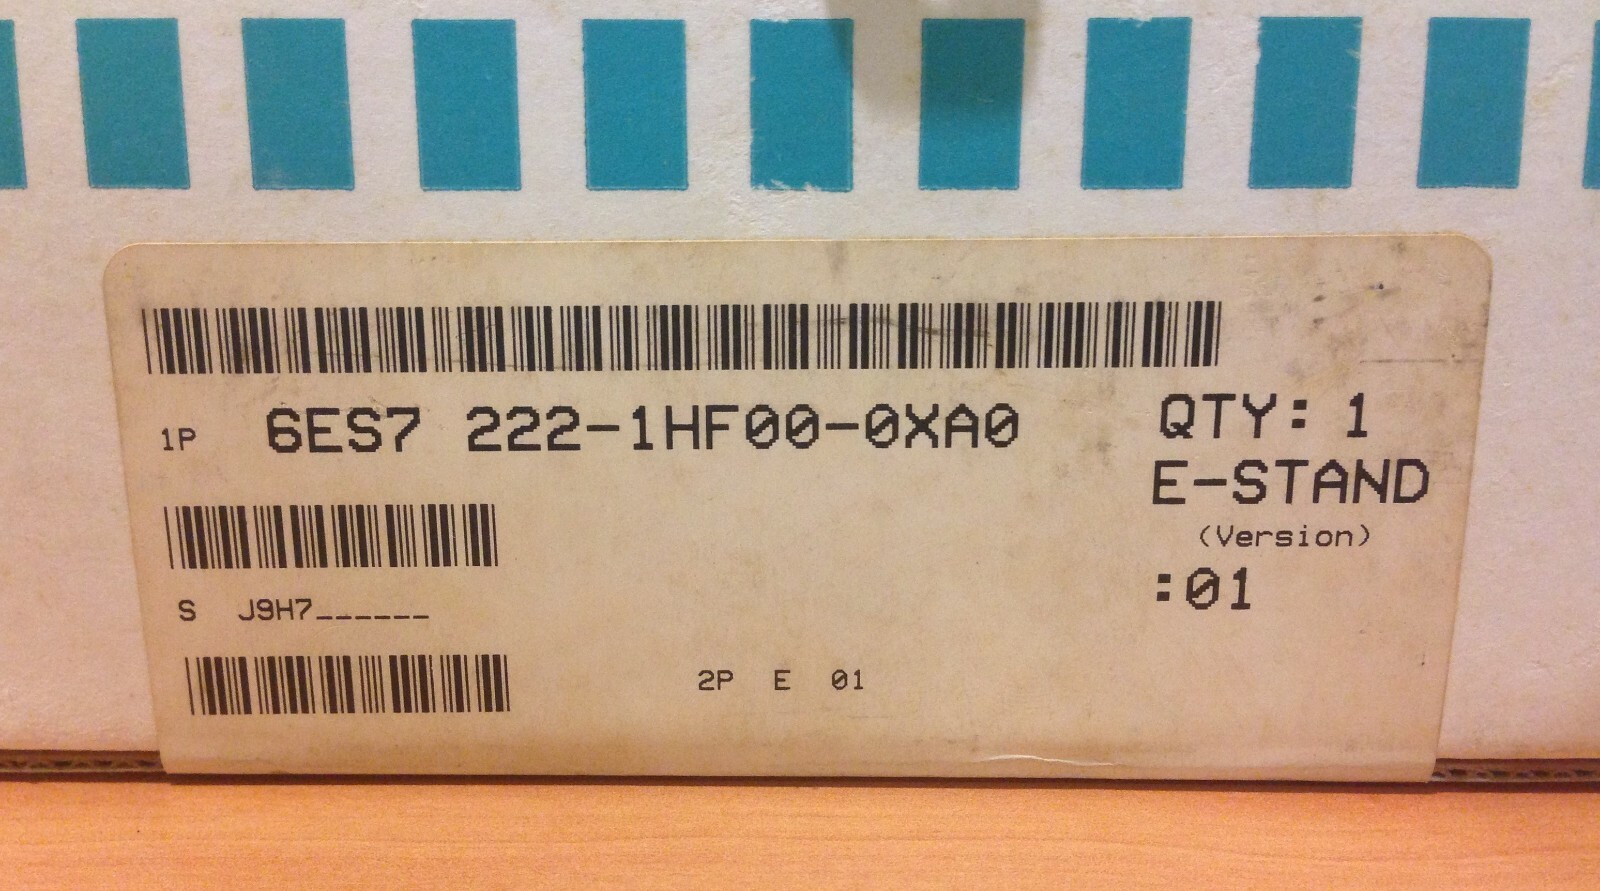 1P 6ES7 222-1HF00-0XA0
QTY: 1
E-STAND
(Version)
:01
S J9H7______
2P E 01